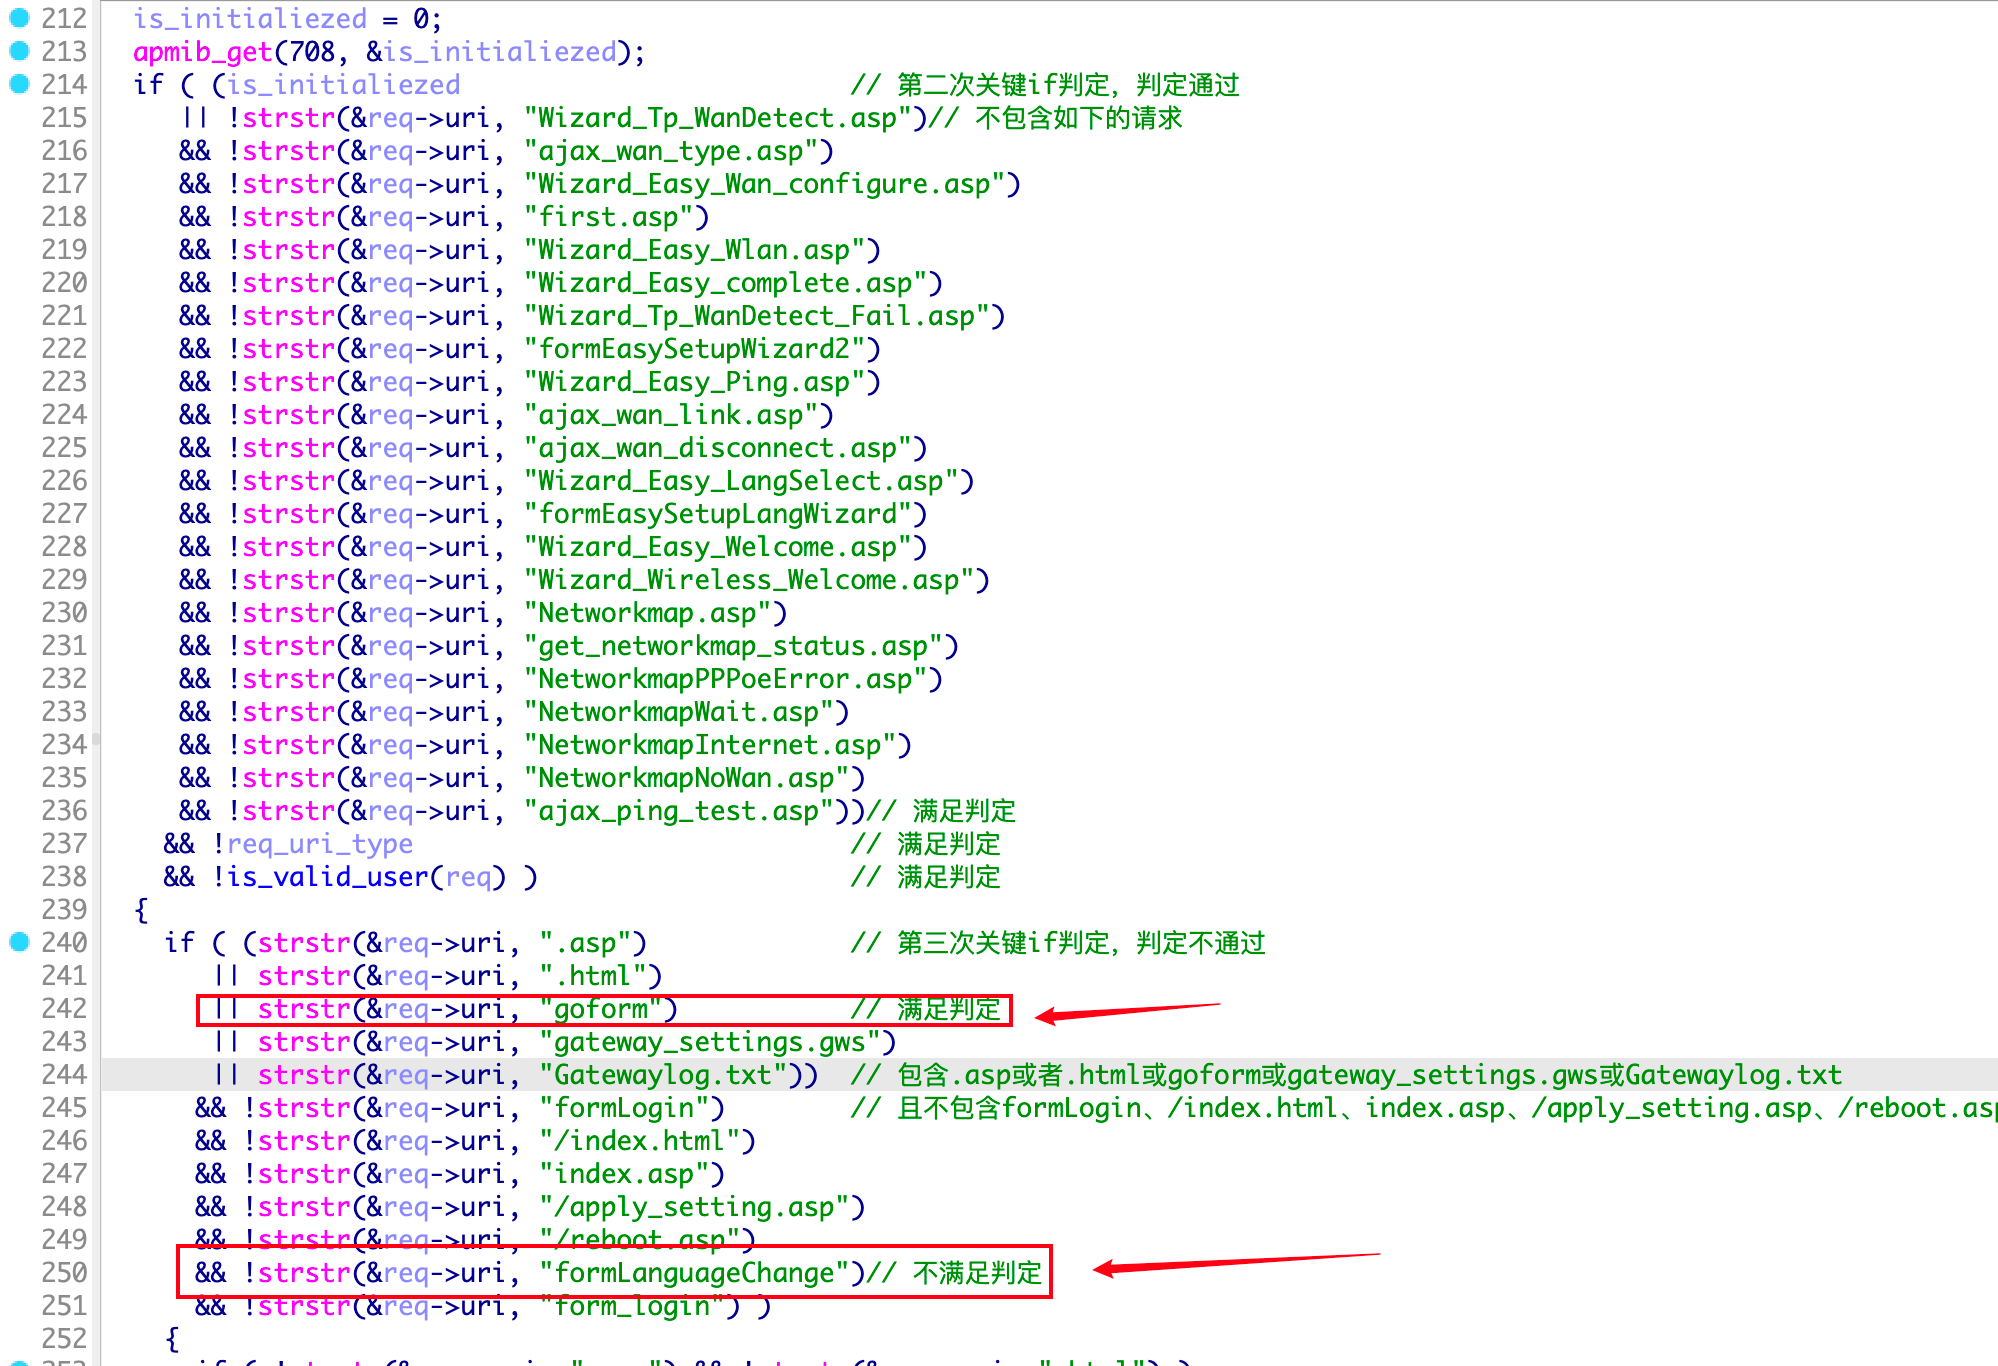 212 is_initialiezed = 0;
213 apmib_get(708, &is_initialiezed);
214 if ( (is_initialiezed // 第二次关键if判定，判定通过
215 || !strstr(&req->uri, "Wizard_Tp_WanDetect.asp")// 不包含如下的请求
216 && !strstr(&req->uri, "ajax_wan_type.asp")
217 && !strstr(&req->uri, "Wizard_Easy_Wan_configure.asp")
218 && !strstr(&req->uri, "first.asp")
219 && !strstr(&req->uri, "Wizard_Easy_Wlan.asp")
220 && !strstr(&req->uri, "Wizard_Easy_complete.asp")
221 && !strstr(&req->uri, "Wizard_Tp_WanDetect_Fail.asp")
222 && !strstr(&req->uri, "formEasySetupWizard2")
223 && !strstr(&req->uri, "Wizard_Easy_Ping.asp")
224 && !strstr(&req->uri, "ajax_wan_link.asp")
225 && !strstr(&req->uri, "ajax_wan_disconnect.asp")
226 && !strstr(&req->uri, "Wizard_Easy_LangSelect.asp")
227 && !strstr(&req->uri, "formEasySetupLangWizard")
228 && !strstr(&req->uri, "Wizard_Easy_Welcome.asp")
229 && !strstr(&req->uri, "Wizard_Wireless_Welcome.asp")
230 && !strstr(&req->uri, "Networkmap.asp")
231 && !strstr(&req->uri, "get_networkmap_status.asp")
232 && !strstr(&req->uri, "NetworkmapPPPoeError.asp")
233 && !strstr(&req->uri, "NetworkmapWait.asp")
234 && !strstr(&req->uri, "NetworkmapInternet.asp")
235 && !strstr(&req->uri, "NetworkmapNoWan.asp")
236 && !strstr(&req->uri, "ajax_ping_test.asp"))// 满足判定
237 && !req_uri_type // 满足判定
238 && !is_valid_user(req) ) // 满足判定
239 {
240 if ( (strstr(&req->uri, ".asp") // 第三次关键if判定，判定不通过
241 || strstr(&req->uri, ".html")
242 || strstr(&req->uri, "goform") // 满足判定
243 || strstr(&req->uri, "gateway_settings.gws")
244 || strstr(&req->uri, "Gatewaylog.txt")) // 包含.asp或者.html或goform或gateway_settings.gws或Gatewaylog.txt
245 && !strstr(&req->uri, "formLogin") // 且不包含formLogin、/index.html、index.asp、/apply_setting.asp、/reboot.asp
246 && !strstr(&req->uri, "/index.html")
247 && !strstr(&req->uri, "index.asp")
248 && !strstr(&req->uri, "/apply_setting.asp")
249 && !strstr(&req->uri, "/reboot.asp")
250 && !strstr(&req->uri, "formLanguageChange")// 不满足判定
251 && !strstr(&req->uri, "form_login") )
252 {